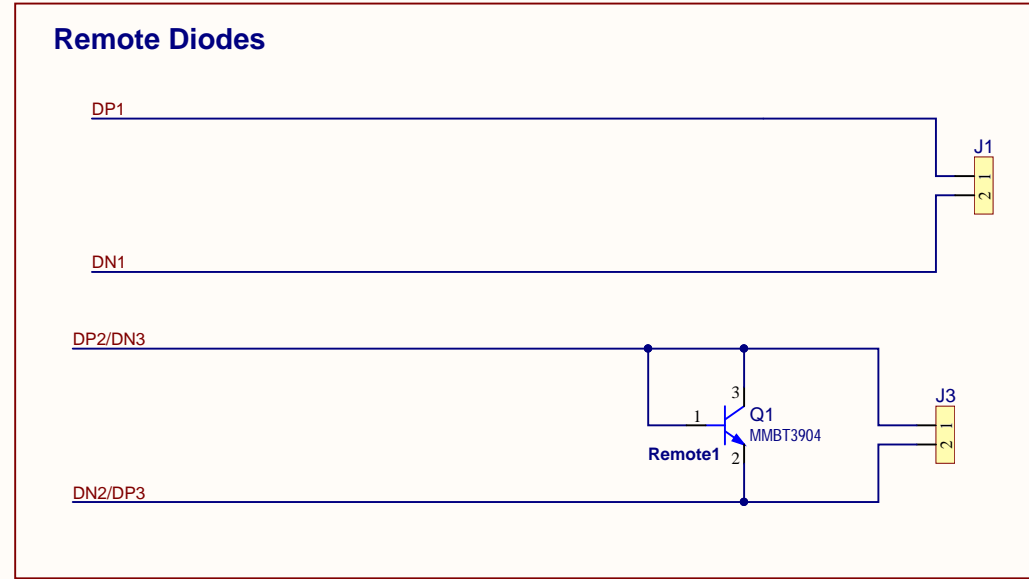 Remote Diodes
DP1
J1
1
2
DN1
DP2/DN3
3
J3
1
Q1
MMBT3904
1
2
Remote1
2
DN2/DP3